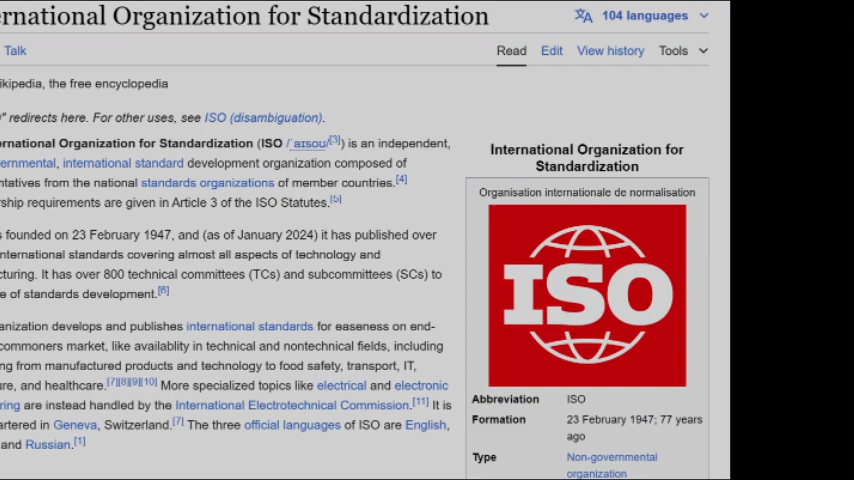 ernational Organization for Standardization
104 languages
Talk
Read Edit View history Tools
ikipedia, the free encyclopedia
" redirects here. For other uses, see ISO (disambiguation).
ernational Organization for Standardization (ISO /ˈaɪsoʊ/[3]) is an independent,
ernmental, international standard development organization composed of
ntatives from the national standards organizations of member countries.[4]
rship requirements are given in Article 3 of the ISO Statutes.[5]
s founded on 23 February 1947, and (as of January 2024) it has published over
nternational standards covering almost all aspects of technology and
cturing. It has over 800 technical committees (TCs) and subcommittees (SCs) to
e of standards development.[6]
anization develops and publishes international standards for easeness on end-
commoners market, like availablity in technical and nontechnical fields, including
ng from manufactured products and technology to food safety, transport, IT,
ure, and healthcare.[7][8][9][10] More specialized topics like electrical and electronic
ring are instead handled by the International Electrotechnical Commission.[11] It is
artered in Geneva, Switzerland.[7] The three official languages of ISO are English,
and Russian.[1]
International Organization for
Standardization
Organisation internationale de normalisation
ISO
Abbreviation ISO
Formation 23 February 1947; 77 years
ago
Type Non-governmental
organization